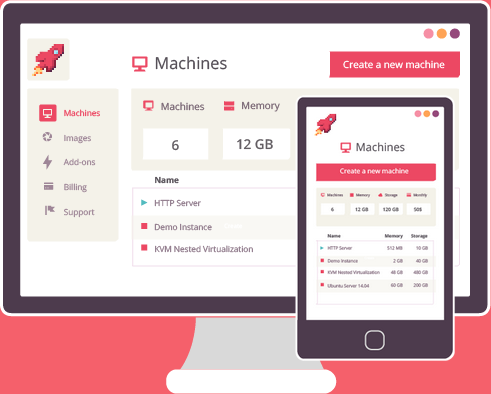 Machines
Create a new machine
Machines
Images
Add-ons
Billing
Support
Machines
Memory
6
12 GB
Name
HTTP Server
Demo Instance
KVM Nested Virtualization
Machines
Create a new machine
Machines Memory Storage Monthly
6 12 GB 120 GB 50$
Name Memory Storage
HTTP Server 512 MB 10 GB
Demo Instance 2 GB 40 GB
KVM Nested Virtualization 48 GB 480 GB
Ubuntu Server 14.04 60 GB 200 GB